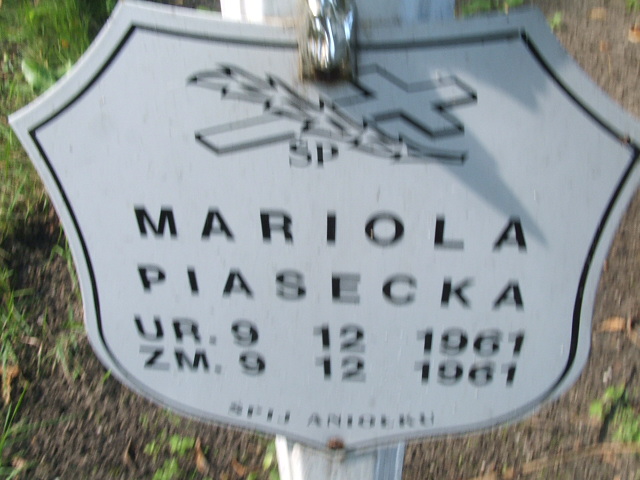 SP
MARIOLA
PIASECKA
UR. 9 12 1961
ZM. 9 12 1961
ŚPIJ ANIOŁKU